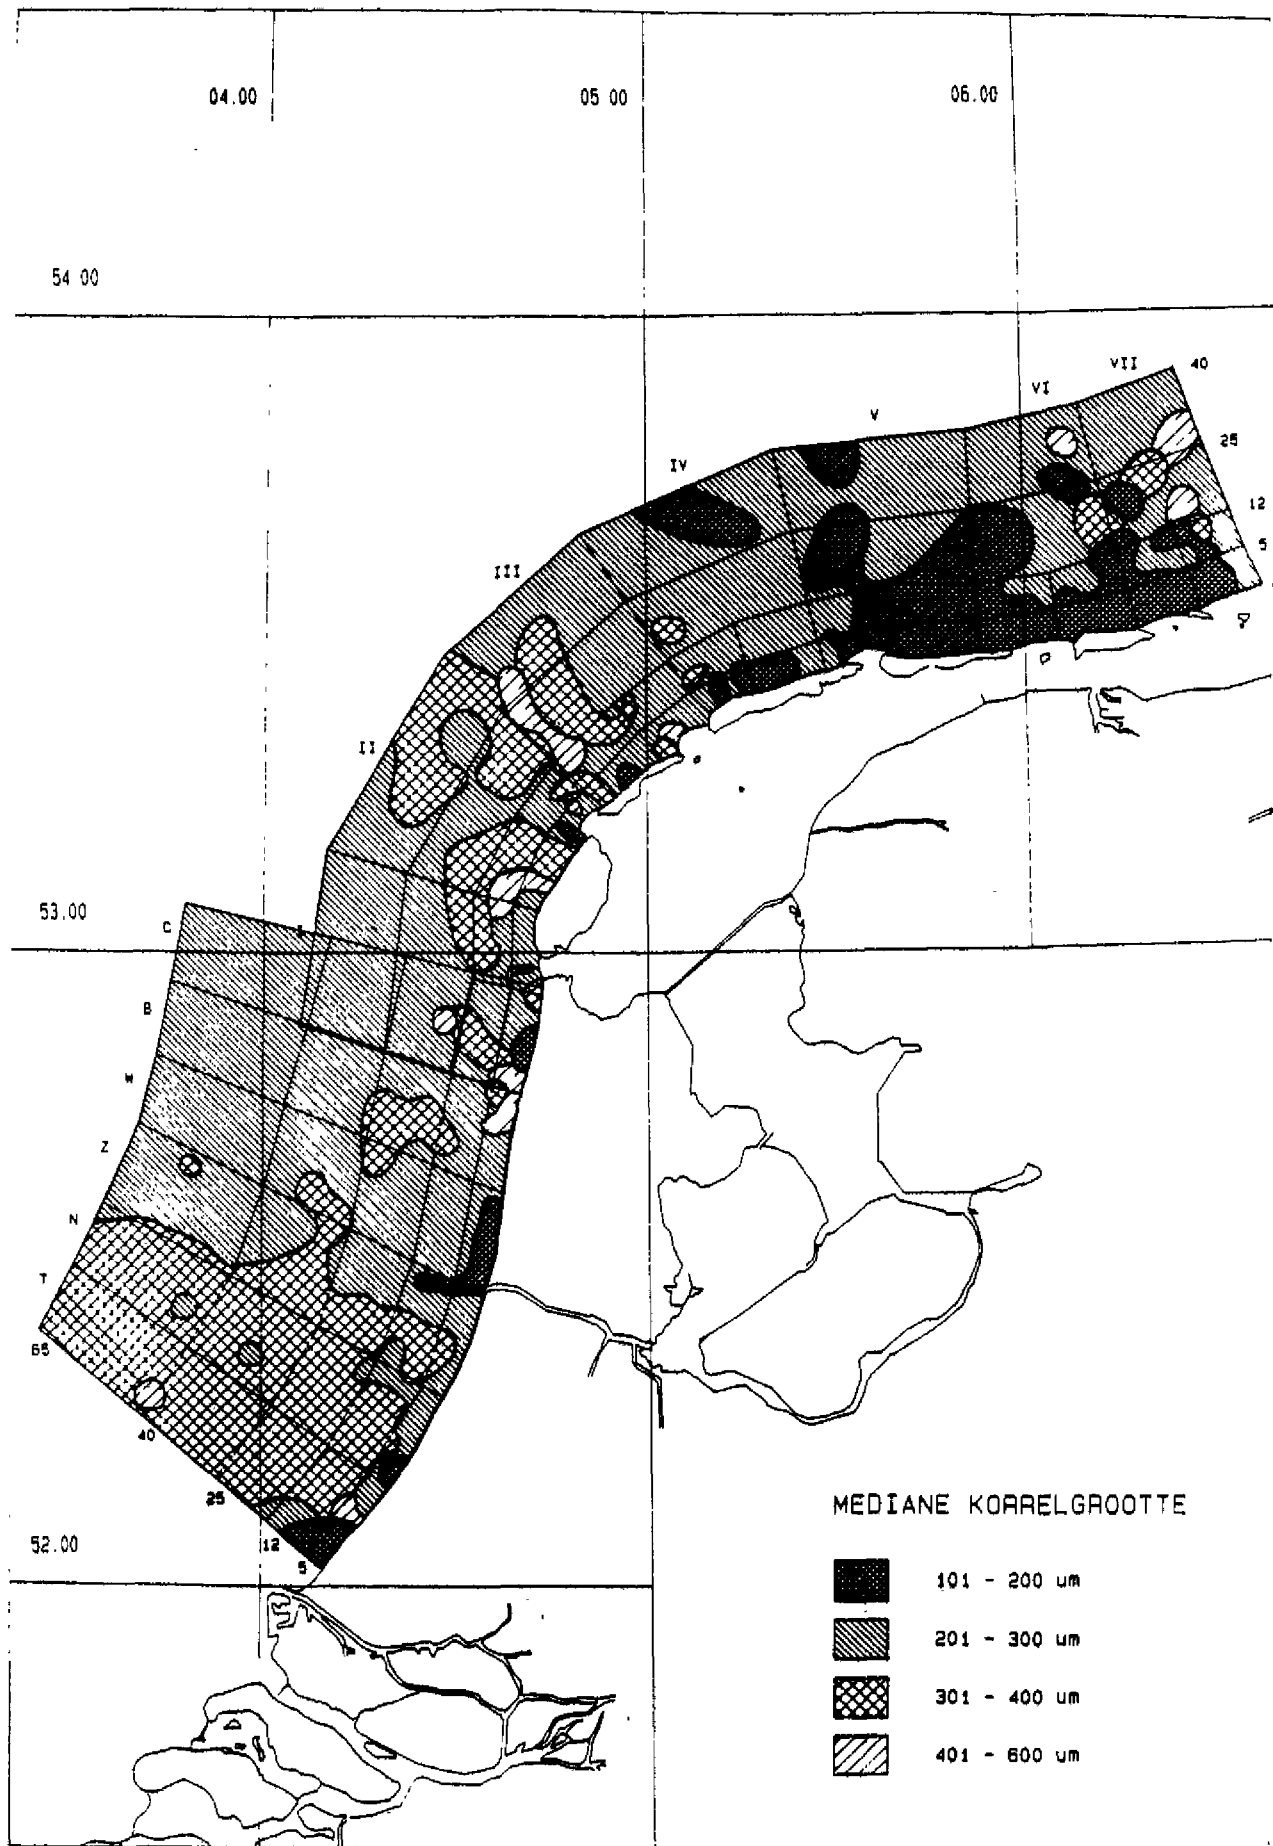 04.00
05 00
06.00
54 00
VII
40
VI
V
25
IV
12
5
III
II
53.00
C
I
B
W
Z
N
T
65
40
25
12
5
52.00
MEDIANE KORRELGROOTTE
101 - 200 um
201 - 300 um
301 - 400 um
401 - 600 um